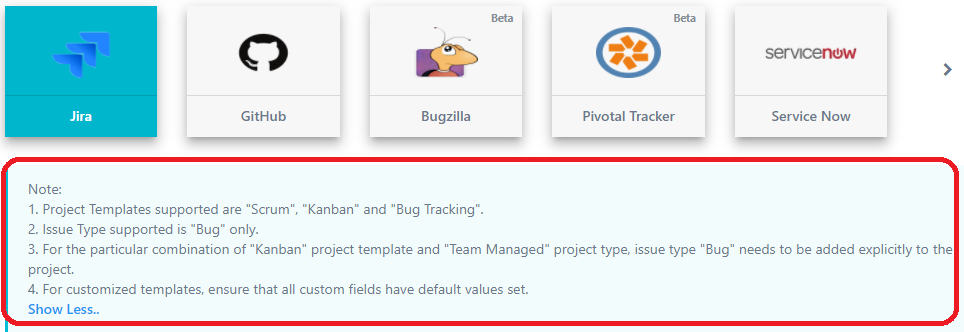 Beta
Beta
servicenow
Jira
GitHub
Bugzilla
Pivotal Tracker
Service Now
Note:
1. Project Templates supported are "Scrum", "Kanban" and "Bug Tracking".
2. Issue Type supported is "Bug" only.
3. For the particular combination of "Kanban" project template and "Team Managed" project type, issue type "Bug" needs to be added explicitly to the
project.
4. For customized templates, ensure that all custom fields have default values set.
Show Less..